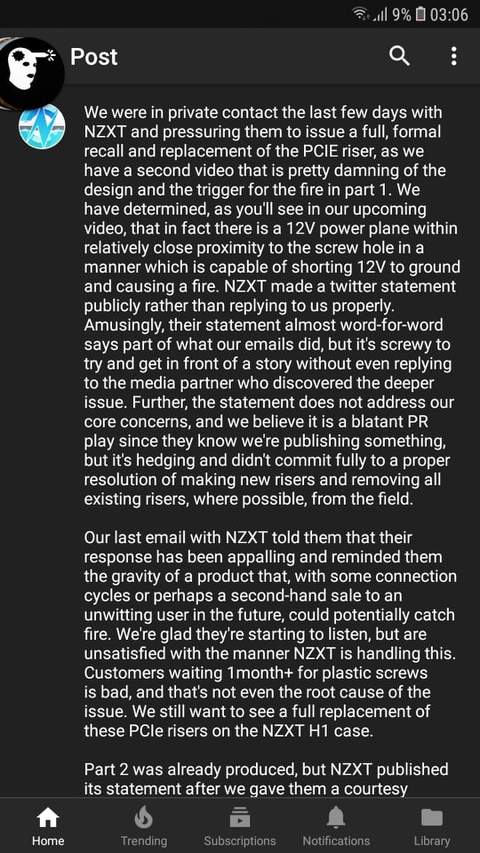 9% 03:06
Post
We were in private contact the last few days with
NZXT and pressuring them to issue a full, formal
recall and replacement of the PCIE riser, as we
have a second video that is pretty damning of the
design and the trigger for the fire in part 1. We
have determined, as you'll see in our upcoming
video, that in fact there is a 12V power plane within
relatively close proximity to the screw hole in a
manner which is capable of shorting 12V to ground
and causing a fire. NZXT made a twitter statement
publicly rather than replying to us properly.
Amusingly, their statement almost word-for-word
says part of what our emails did, but it's screwy to
try and get in front of a story without even replying
to the media partner who discovered the deeper
issue. Further, the statement does not address our
core concerns, and we believe it is a blatant PR
play since they know we're publishing something,
but it's hedging and didn't commit fully to a proper
resolution of making new risers and removing all
existing risers, where possible, from the field.
Our last email with NZXT told them that their
response has been appalling and reminded them
the gravity of a product that, with some connection
cycles or perhaps a second-hand sale to an
unwitting user in the future, could potentially catch
fire. We're glad they're starting to listen, but are
unsatisfied with the manner NZXT is handling this.
Customers waiting 1month+ for plastic screws
is bad, and that's not even the root cause of the
issue. We still want to see a full replacement of
these PCIe risers on the NZXT H1 case.
Part 2 was already produced, but NZXT published
its statement after we gave them a courtesy
Home Trending Subscriptions Notifications Library